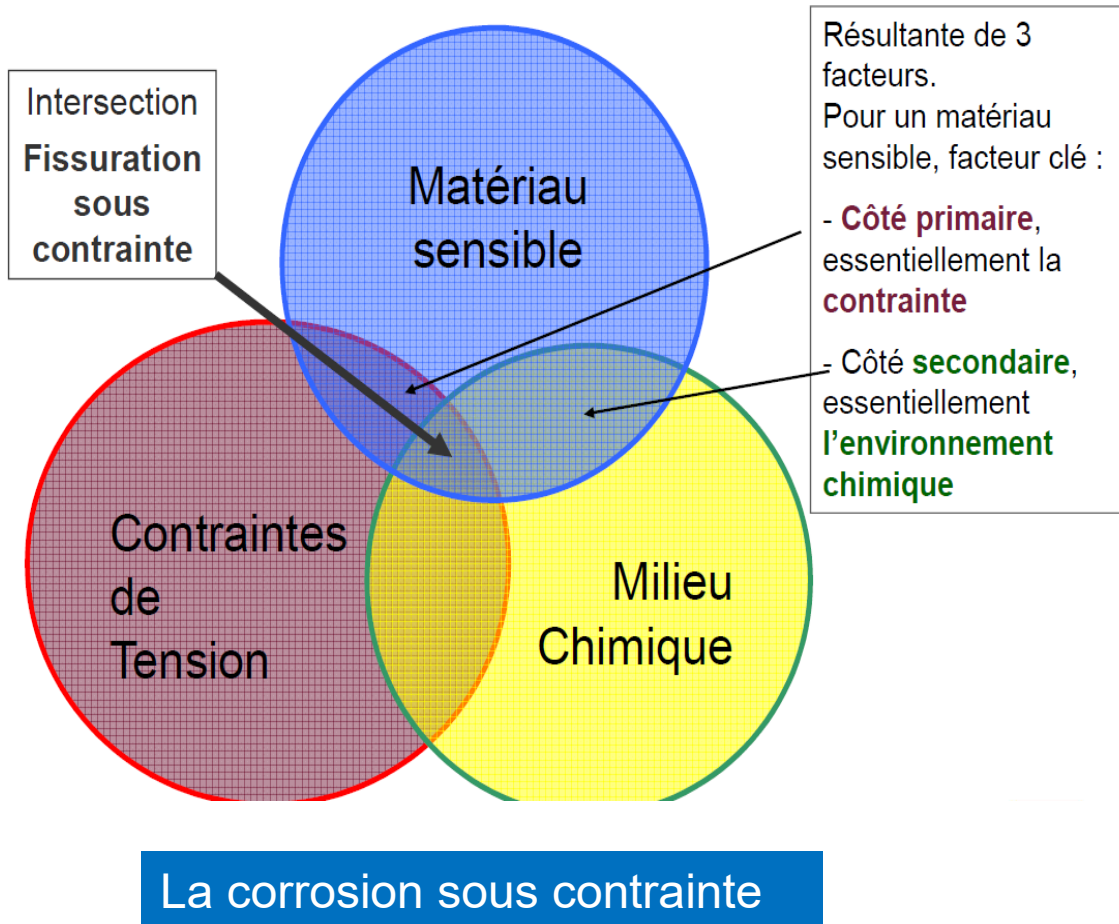 Intersection
Fissuration
sous
contrainte
Matériau
sensible
Contraintes
de
Tension
Milieu
Chimique
Résultante de 3
facteurs.
Pour un matériau
sensible, facteur clé :
- Côté primaire,
essentiellement la
contrainte
- Côté secondaire,
essentiellement
l’environnement
chimique
La corrosion sous contrainte